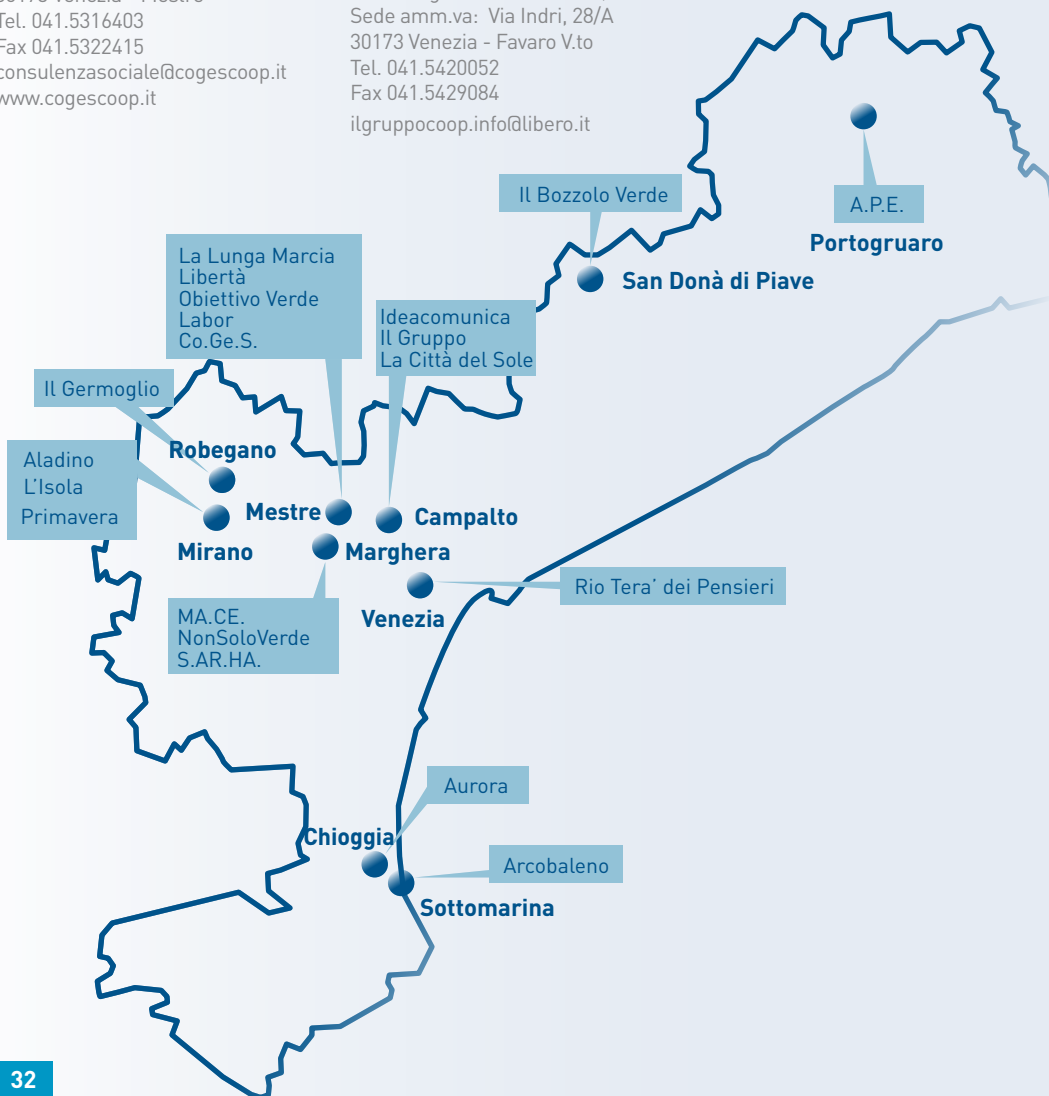 Tel. 041.5316403
Fax 041.5322415
consulenzasociale@cogescoop.it
www.cogescoop.it
Sede amm.va: Via Indri, 28/A
30173 Venezia - Favaro V.to
Tel. 041.5420052
Fax 041.5429084
ilgruppocoop.info@libero.it
Il Bozzolo Verde
San Donà di Piave
A.P.E.
Portogruaro
La Lunga Marcia
Libertà
Obiettivo Verde
Labor
Co.Ge.S.
Mestre
Ideacomunica
Il Gruppo
La Città del Sole
Campalto
Il Germoglio
Robegano
Aladino
L'Isola
Primavera
Mirano
Marghera
MA.CE.
NonSoloVerde
S.AR.HA.
Venezia
Rio Tera’ dei Pensieri
Aurora
Chioggia
Arcobaleno
Sottomarina
32